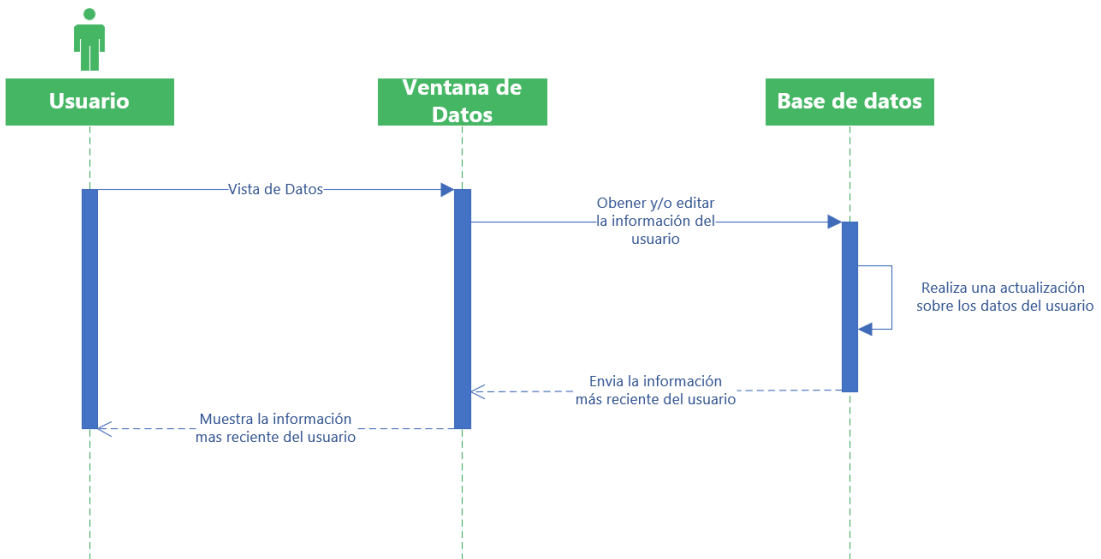 Usuario
Ventana de
Datos
Base de datos
Vista de Datos
Obener y/o editar
la información del
usuario
Realiza una actualización
sobre los datos del usuario
Envia la información
más reciente del usuario
Muestra la información
mas reciente del usuario